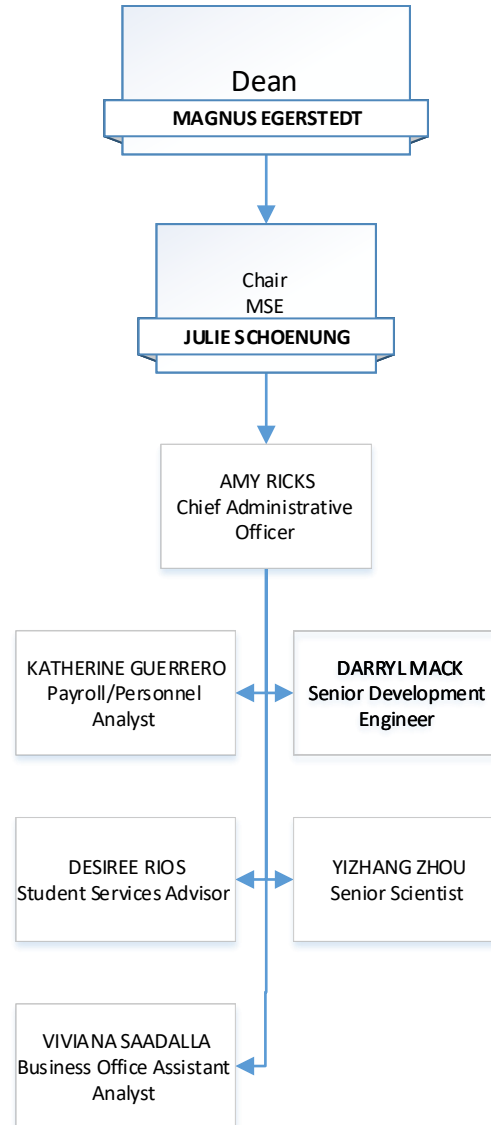 Dean
MAGNUS EGERSTEDT
Chair
MSE
JULIE SCHOENUNG
AMY RICKS
Chief Administrative
Officer
KATHERINE GUERRERO
Payroll/Personnel
Analyst
DARRYL MACK
Senior Development
Engineer
DESIREE RIOS
Student Services Advisor
YIZHANG ZHOU
Senior Scientist
VIVIANA SAADALLA
Business Office Assistant
Analyst